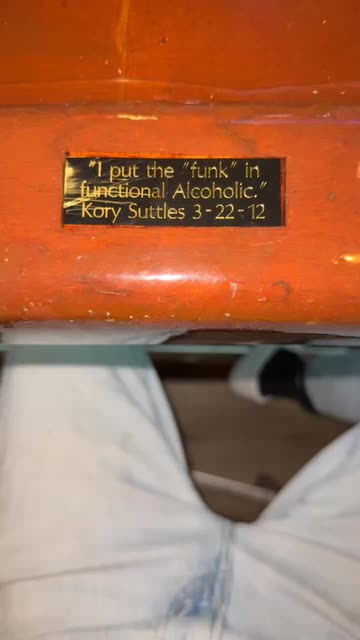 "I put the "funk" in
functional Alcoholic."
Kory Suttles 3-22-12